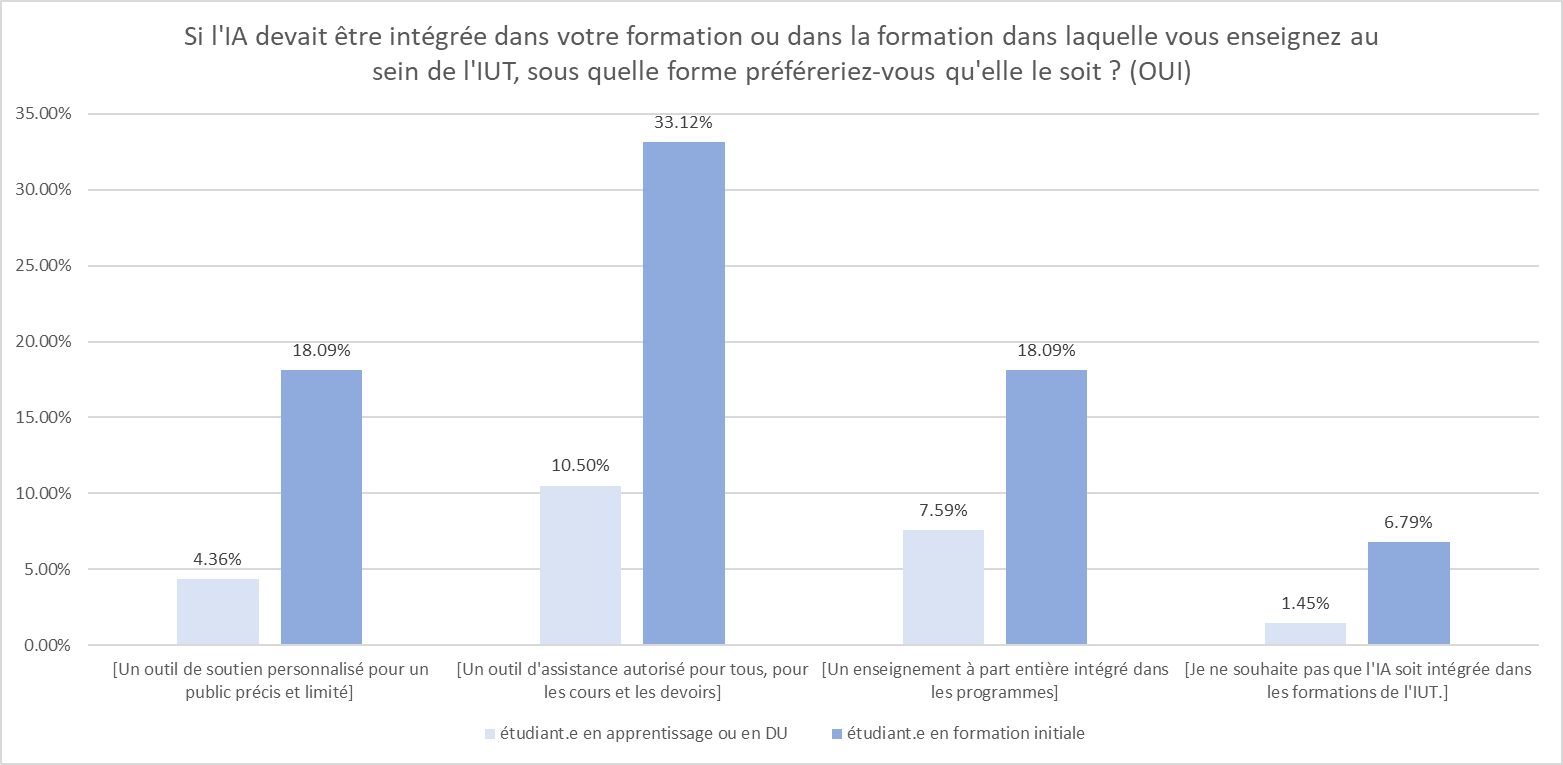 Si l'IA devait être intégrée dans votre formation ou dans la formation dans laquelle vous enseignez au
sein de l'IUT, sous quelle forme préféreriez-vous qu'elle le soit ? (OUI)
35.00%
30.00%
25.00%
20.00%
15.00%
10.00%
5.00%
0.00%
4.36%
18.09%
10.50%
33.12%
7.59%
18.09%
1.45%
6.79%
[Un outil de soutien personnalisé pour un
public précis et limité]
[Un outil d'assistance autorisé pour tous, pour
les cours et les devoirs]
[Un enseignement à part entière intégré dans
les programmes]
[Je ne souhaite pas que l'IA soit intégrée dans
les formations de l'IUT.]
étudiant.e en apprentissage ou en DU
étudiant.e en formation initiale